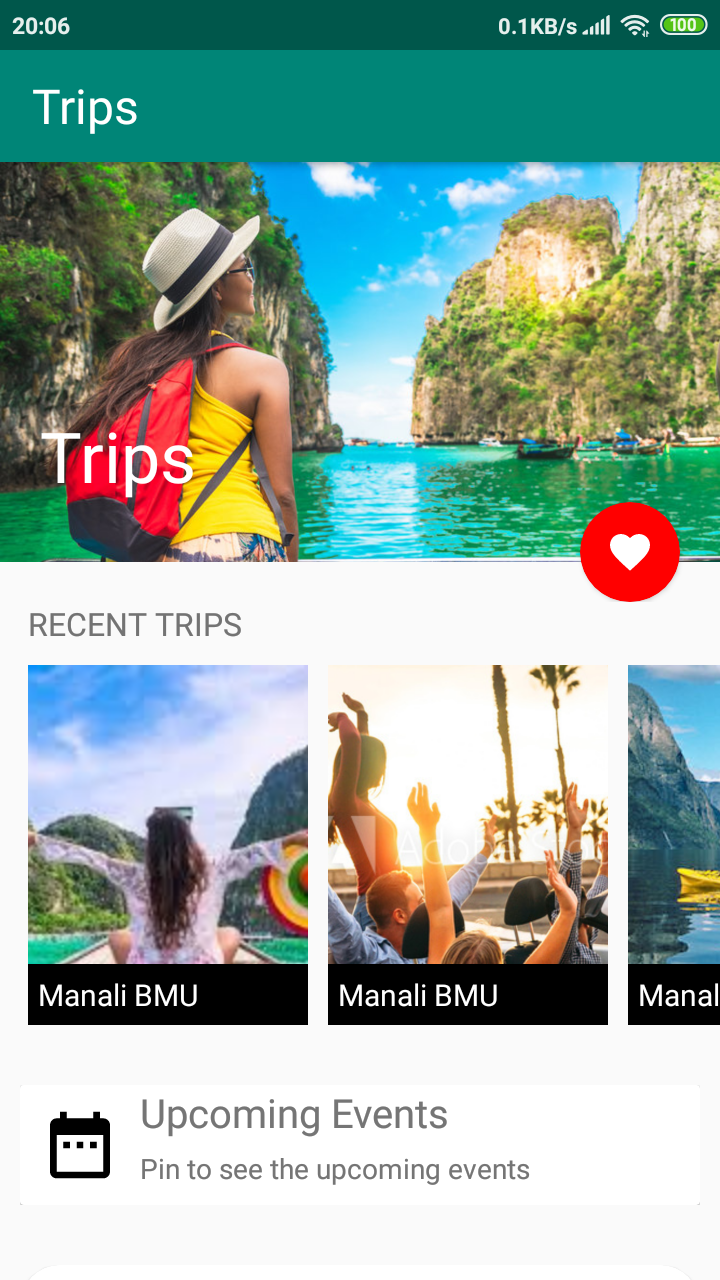 20:06
0.1KB/s
100
Trips
Trips
RECENT TRIPS
Manali BMU
Manali BMU
Manal
Upcoming Events
Pin to see the upcoming events